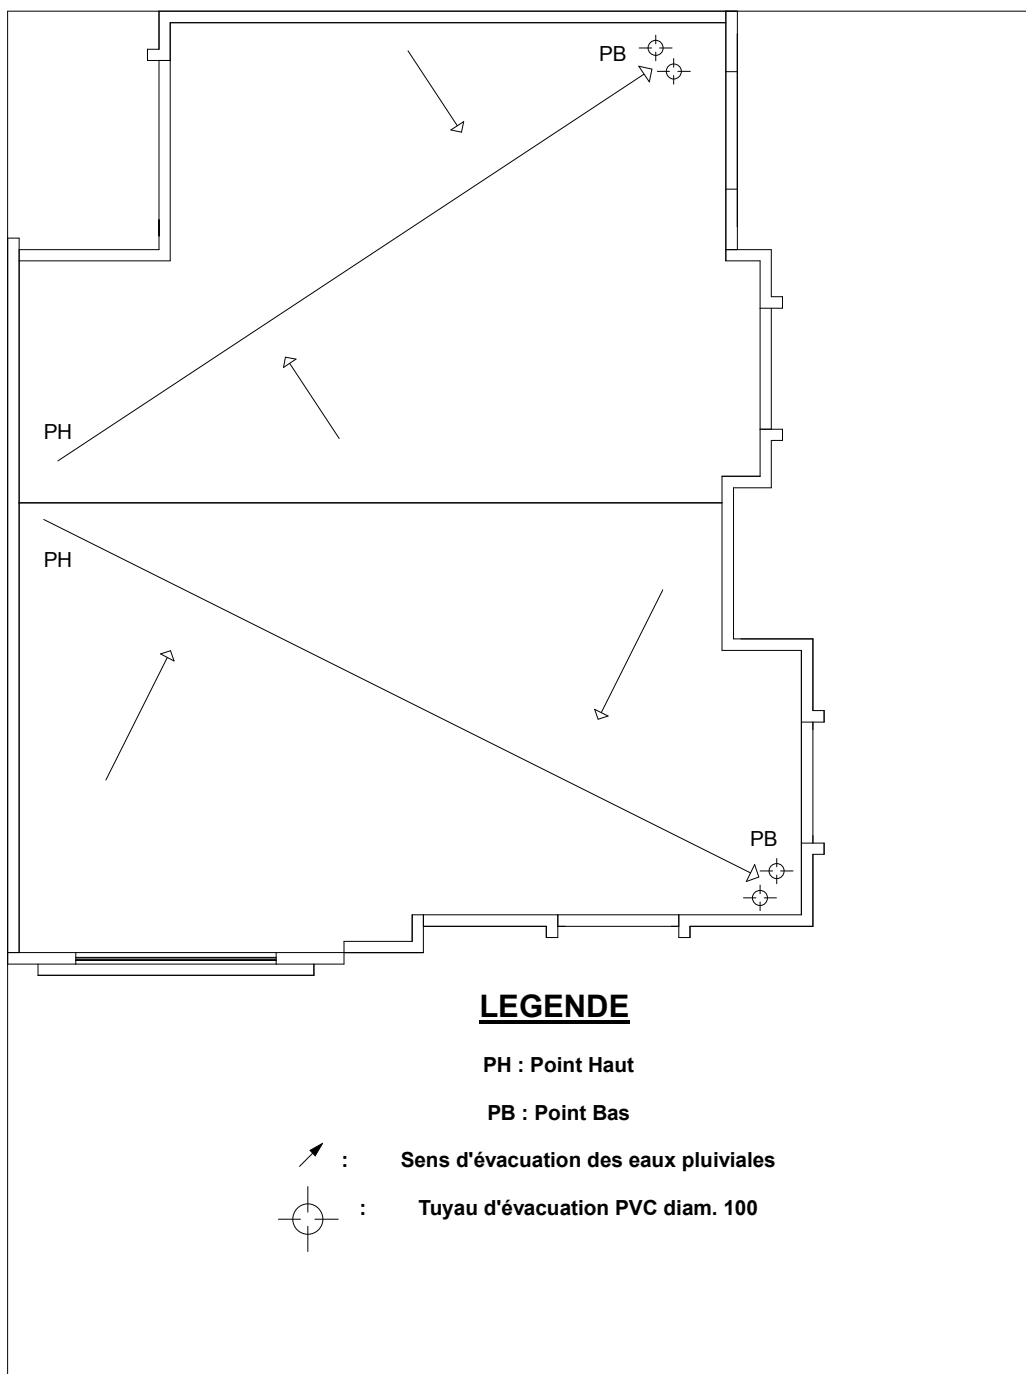 PB
PH
PH
PB
LEGENDE
PH : Point Haut
PB : Point Bas
: Sens d'évacuation des eaux pluiviales
: Tuyau d'évacuation PVC diam. 100